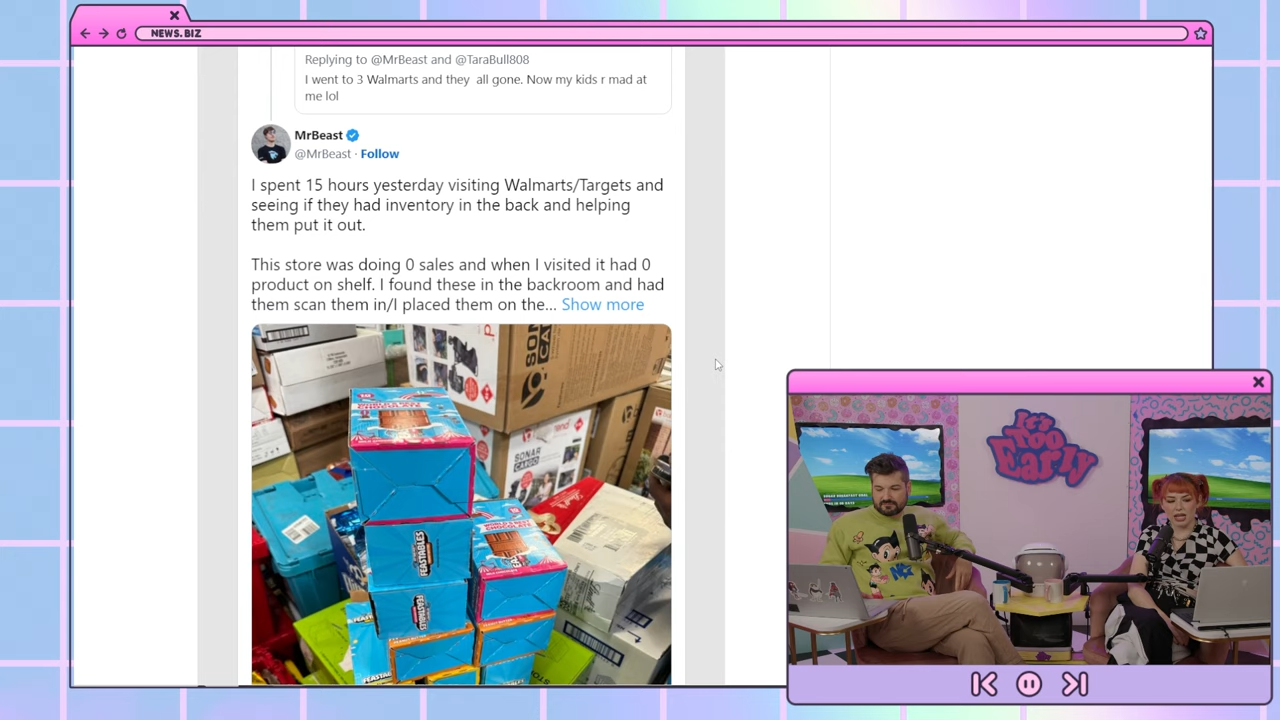 NEWS.BIZ
Replying to @MrBeast and @TaraBull808
I went to 3 Walmarts and they all gone. Now my kids r mad at
me lol
MrBeast
@MrBeast · Follow
I spent 15 hours yesterday visiting Walmarts/Targets and
seeing if they had inventory in the back and helping
them put it out.
This store was doing 0 sales and when I visited it had 0
product on shelf. I found these in the backroom and had
them scan them in/I placed them on the... Show more
SONAR
CARGO
FEASTABLES
FEASTABLES
It's
Too
Early